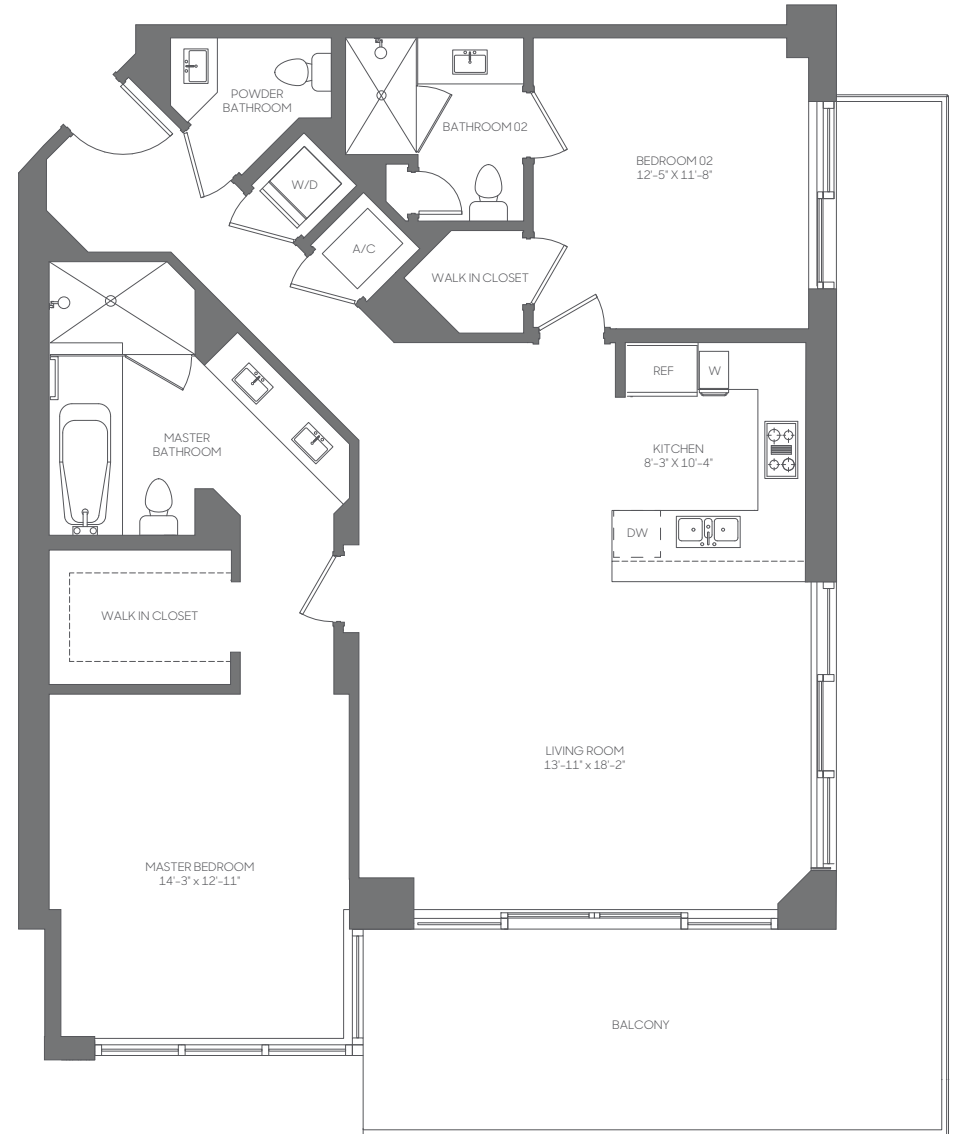 POWDER
BATHROOM
BATHROOM 02
BEDROOM 02
12'-5" X 11'-8"
W/D
A/C
WALK IN CLOSET
REF
W
MASTER
BATHROOM
KITCHEN
8'-3" X 10'-4"
DW
WALK IN CLOSET
LIVING ROOM
13'-11" x 18'-2"
MASTER BEDROOM
14'-3" x 12'-11"
BALCONY